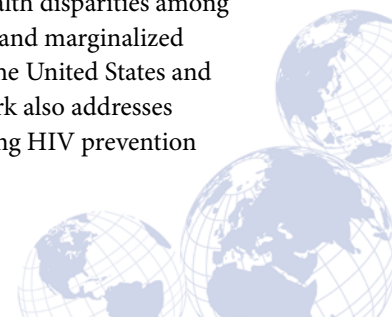 alth disparities among
and marginalized
he United States and
rk also addresses
ng HIV prevention